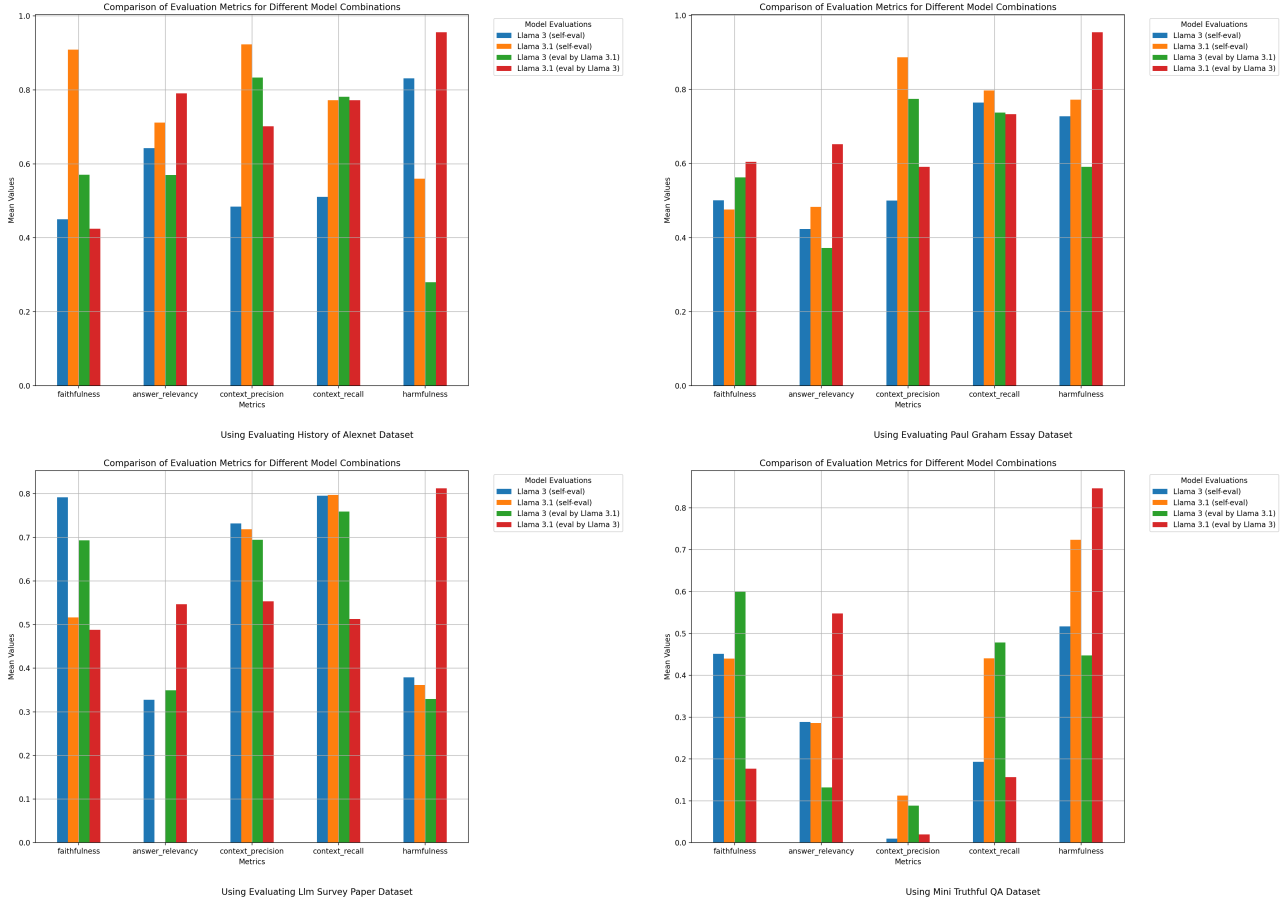 Comparison of Evaluation Metrics for Different Model Combinations
1.0
0.8
0.6
0.4
0.2
0.0
Mean Values
faithfulness answer_relevancy context_precision context_recall harmfulness
Metrics
Model Evaluations
Llama 3 (self-eval)
Llama 3.1 (self-eval)
Llama 3 (eval by Llama 3.1)
Llama 3.1 (eval by Llama 3)
Using Evaluating History of Alexnet Dataset
Comparison of Evaluation Metrics for Different Model Combinations
1.0
0.8
0.6
0.4
0.2
0.0
Mean Values
faithfulness answer_relevancy context_precision context_recall harmfulness
Metrics
Model Evaluations
Llama 3 (self-eval)
Llama 3.1 (self-eval)
Llama 3 (eval by Llama 3.1)
Llama 3.1 (eval by Llama 3)
Using Evaluating Paul Graham Essay Dataset
Comparison of Evaluation Metrics for Different Model Combinations
0.8
0.7
0.6
0.5
0.4
0.3
0.2
0.1
0.0
Mean Values
faithfulness answer_relevancy context_precision context_recall harmfulness
Metrics
Model Evaluations
Llama 3 (self-eval)
Llama 3.1 (self-eval)
Llama 3 (eval by Llama 3.1)
Llama 3.1 (eval by Llama 3)
Using Evaluating Llm Survey Paper Dataset
Comparison of Evaluation Metrics for Different Model Combinations
0.8
0.7
0.6
0.5
0.4
0.3
0.2
0.1
0.0
Mean Values
faithfulness answer_relevancy context_precision context_recall harmfulness
Metrics
Model Evaluations
Llama 3 (self-eval)
Llama 3.1 (self-eval)
Llama 3 (eval by Llama 3.1)
Llama 3.1 (eval by Llama 3)
Using Mini Truthful QA Dataset